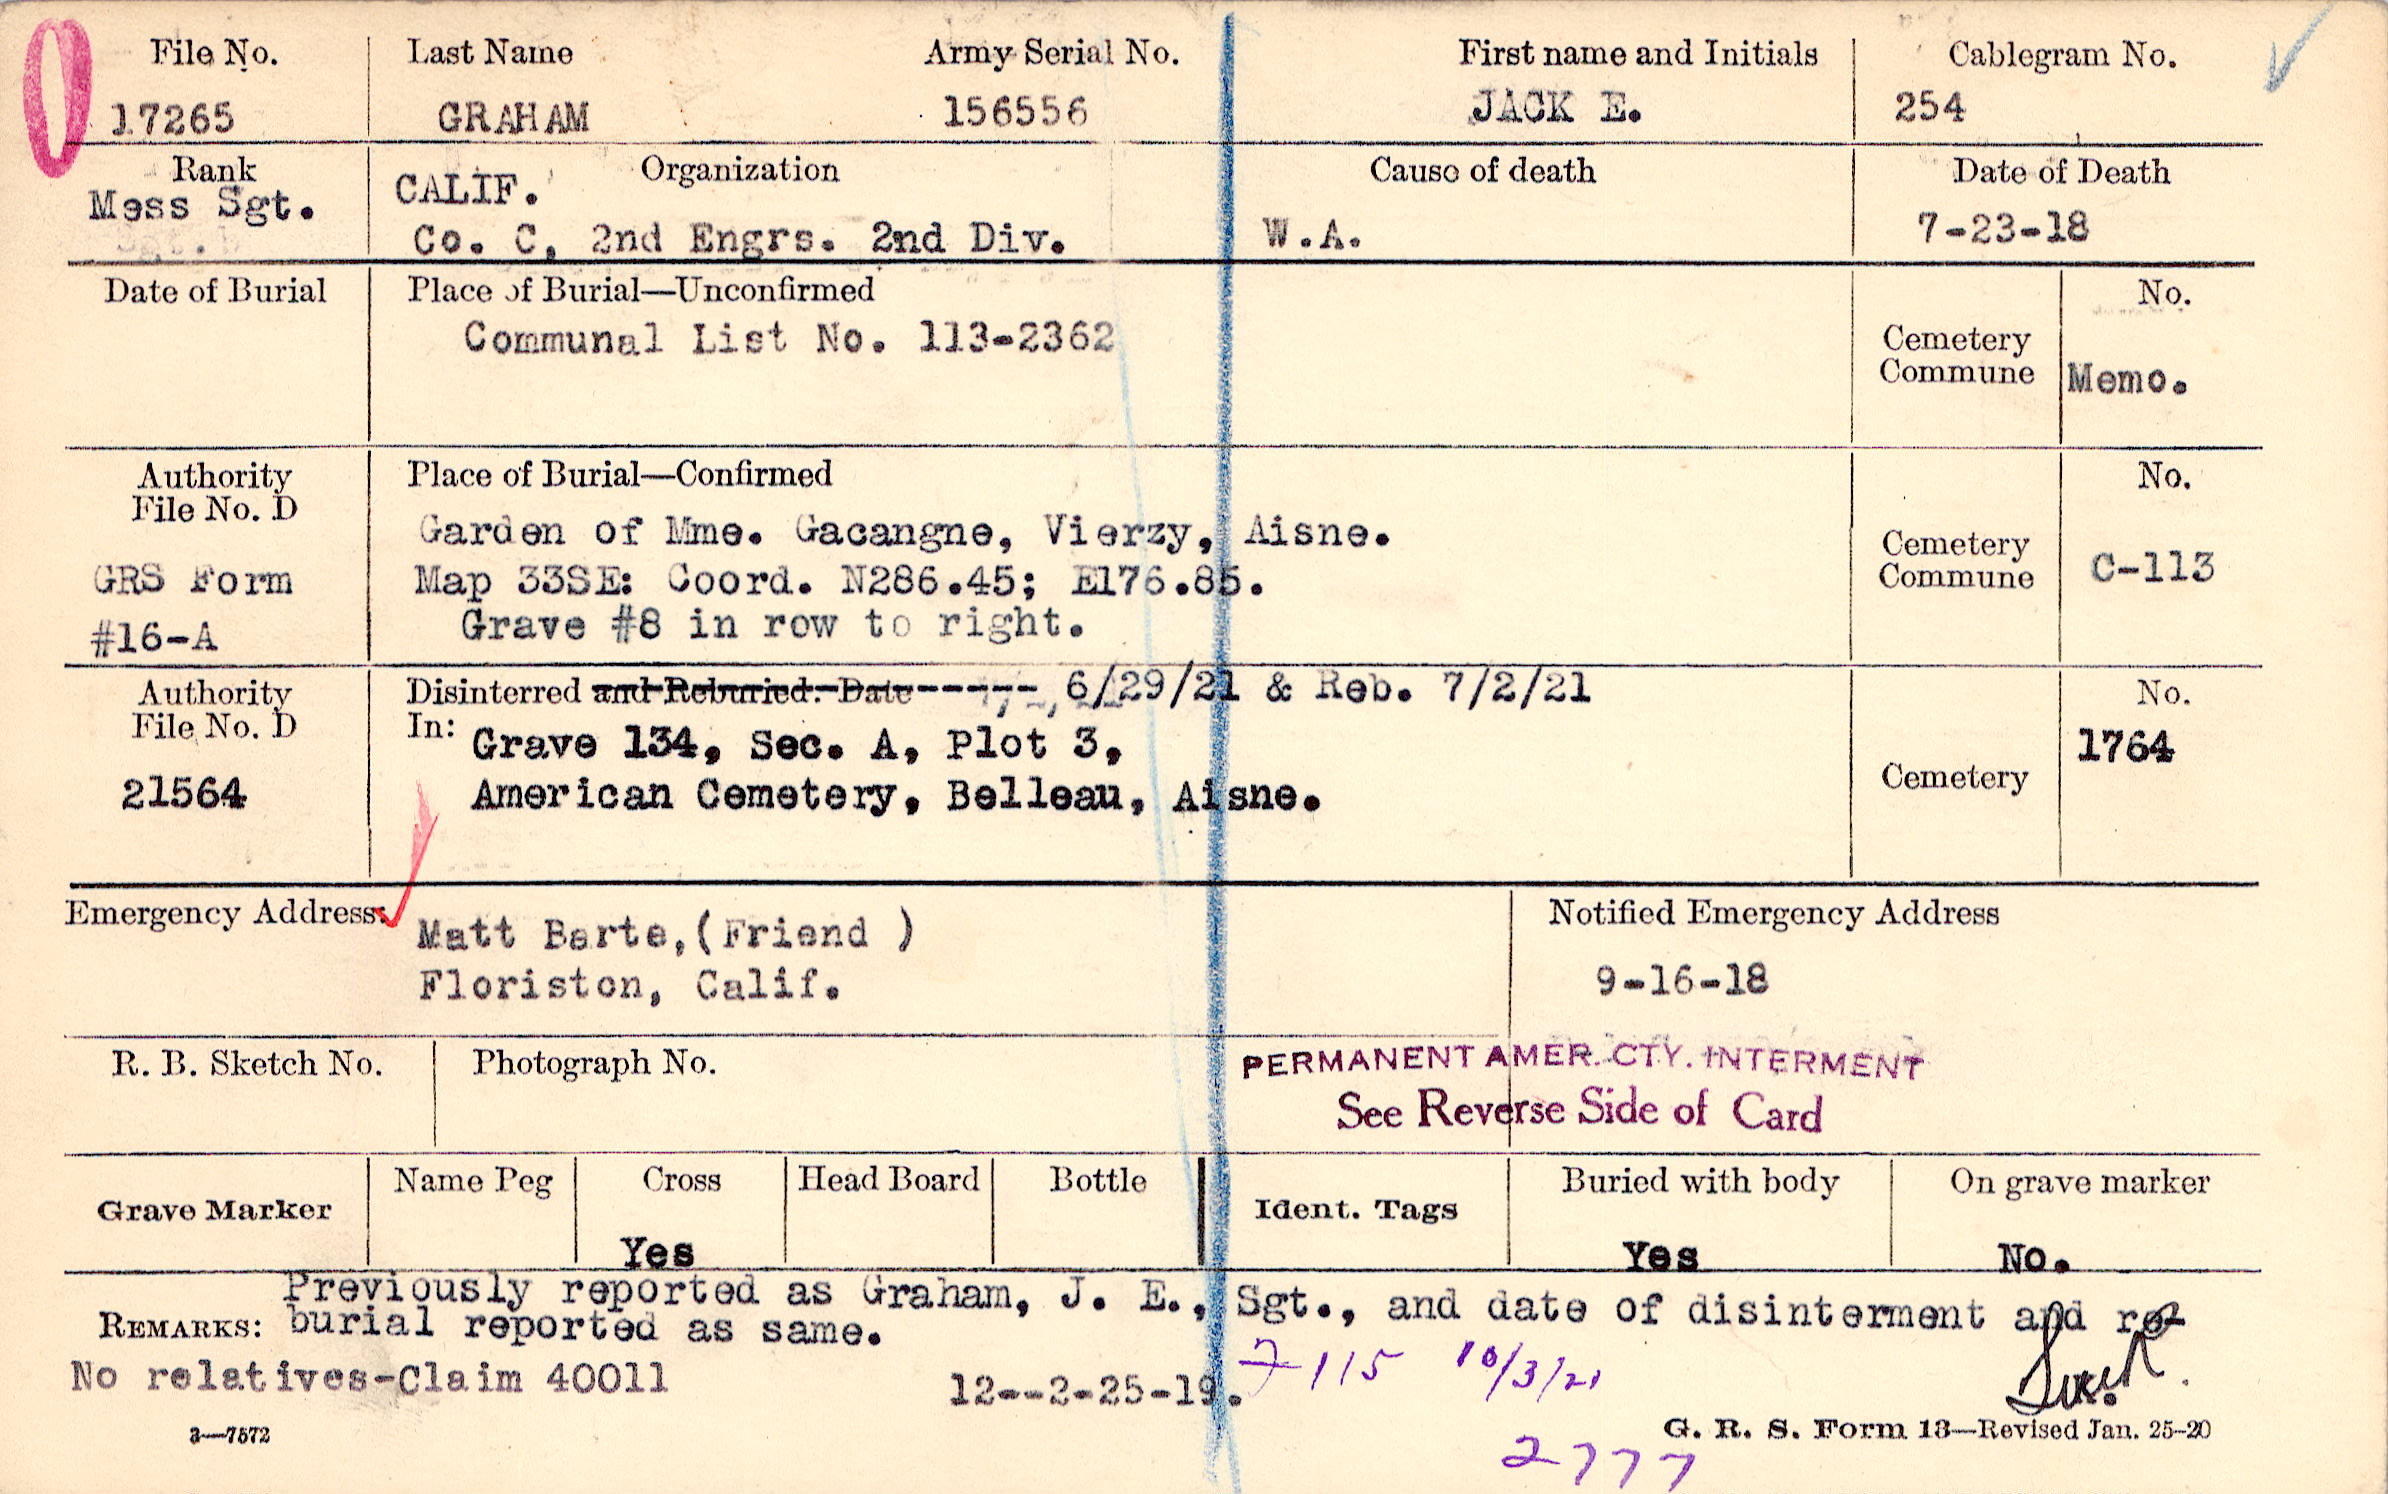 File No. Last Name Army Serial No. First name and Initials Cablegram No.
17265 GRAHAM 156556 JACK E. 254
Rank Organization Cause of death Date of Death
Mess Sgt. CALIF.
Co. C, 2nd Engrs. 2nd Div. W.A. 7-23-18
Date of Burial Place of Burial—Unconfirmed No.
Communal List No. 113-2362 Cemetery
Commune Memo.
Authority Place of Burial—Confirmed No.
File No. D
Garden of Mme. Gacangne, Vierzy, Aisne. Cemetery
GRS Form Map 33SE: Coord. N286.45; E176.85. Commune C-113
#16-A Grave #8 in row to right.
Authority Disinterred and Reburied: Date----- 6/29/21 & Reb. 7/2/21 No.
File No. D In: Grave 134, Sec. A, Plot 3, 1764
21564 American Cemetery, Belleau, Aisne. Cemetery
Emergency Address: Notified Emergency Address
Matt Barte,(Friend )
Floriston, Calif. 9-16-18
R. B. Sketch No. Photograph No. PERMANENT AMER. CTY. INTERMENT
See Reverse Side of Card
Name Peg Cross Head Board Bottle Buried with body On grave marker
Grave Marker Ident. Tags
Yes Yes No.
Previously reported as Graham, J. E., Sgt., and date of disinterment and re-
REMARKS: burial reported as same.
No relatives-Claim 40011 12--2-25-19. 7-115 10/3/21
3—7572 G. R. S. Form 13—Revised Jan. 25-20
2777